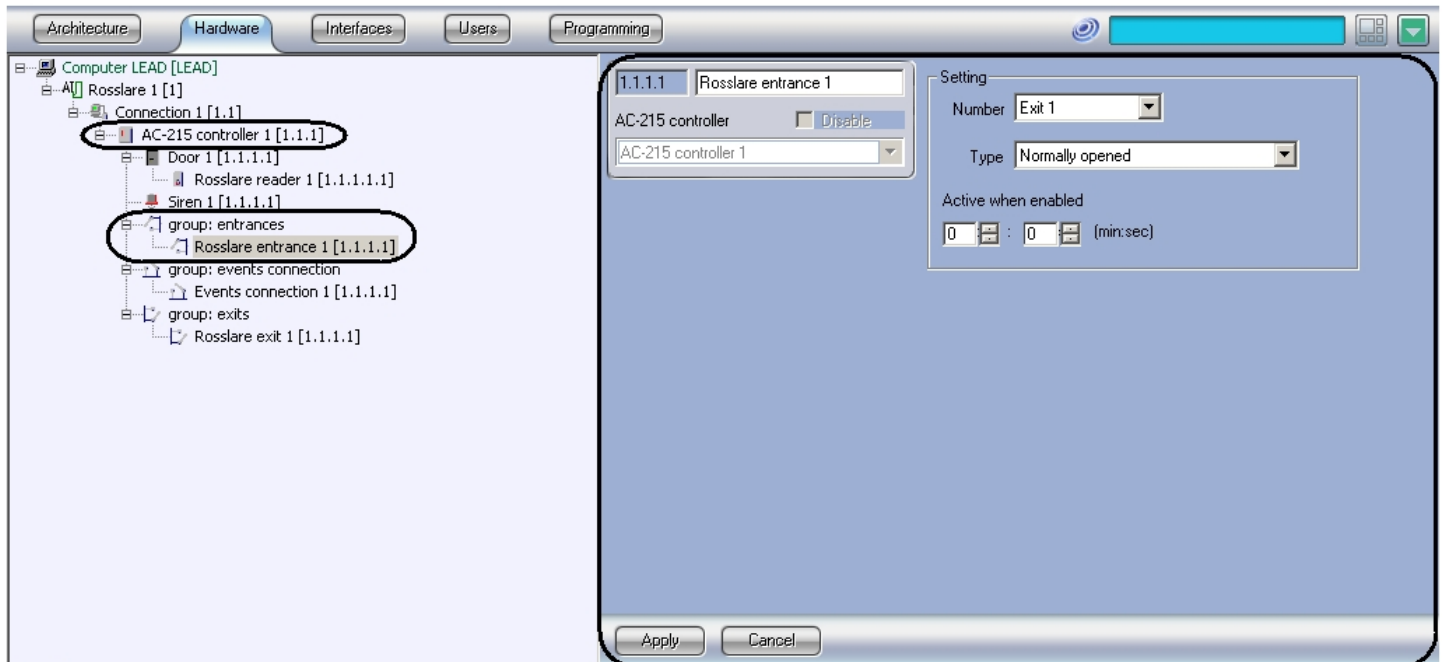 Architecture Hardware Interfaces Users Programming
Computer LEAD [LEAD]
Rosslare 1 [1]
Connection 1 [1.1]
AC-215 controller 1 [1.1.1]
Door 1 [1.1.1.1]
Rosslare reader 1 [1.1.1.1.1]
Siren 1 [1.1.1.1]
group: entrances
Rosslare entrance 1 [1.1.1.1]
group: events connection
Events connection 1 [1.1.1.1]
group: exits
Rosslare exit 1 [1.1.1.1]
1.1.1.1 Rosslare entrance 1
AC-215 controller Disable
AC-215 controller 1
Setting
Number Exit 1
Type Normally opened
Active when enabled
0 : 0 (min:sec)
Apply Cancel